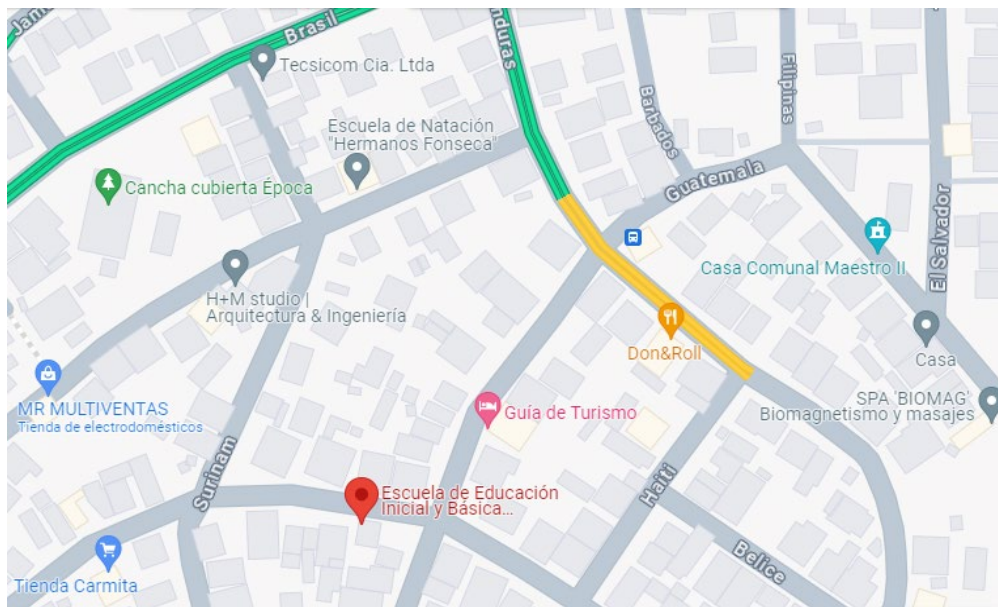 Brasil
nduras
Tecsicom Cia. Ltda
Filipinas
Barbados
Escuela de Natación
"Hermanos Fonseca"
Guatemala
Cancha cubierta Época
El Salvador
Casa Comunal Maestro II
H+M studio |
Arquitectura & Ingeniería
Don&Roll
Casa
MR MULTIVENTAS
Tienda de electrodomésticos
Guía de Turismo
SPA 'BIOMAG'
Biomagnetismo y masajes
Surinam
Haiti
Escuela de Educación
Inicial y Básica...
Belice
Tienda Carmita